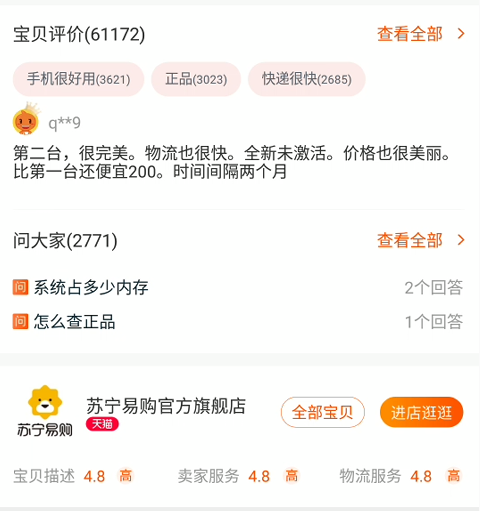 宝贝评价(61172) 查看全部
手机很好用(3621) 正品(3023) 快递很快(2685)
q**9
第二台，很完美。物流也很快。全新未激活。价格也很美丽。
比第一台还便宜200。时间间隔两个月
问大家(2771) 查看全部
问 系统占多少内存 2个回答
问 怎么查正品 1个回答
苏宁易购 苏宁易购官方旗舰店 全部宝贝 进店逛逛
天猫
宝贝描述 4.8 高 卖家服务 4.8 高 物流服务 4.8 高